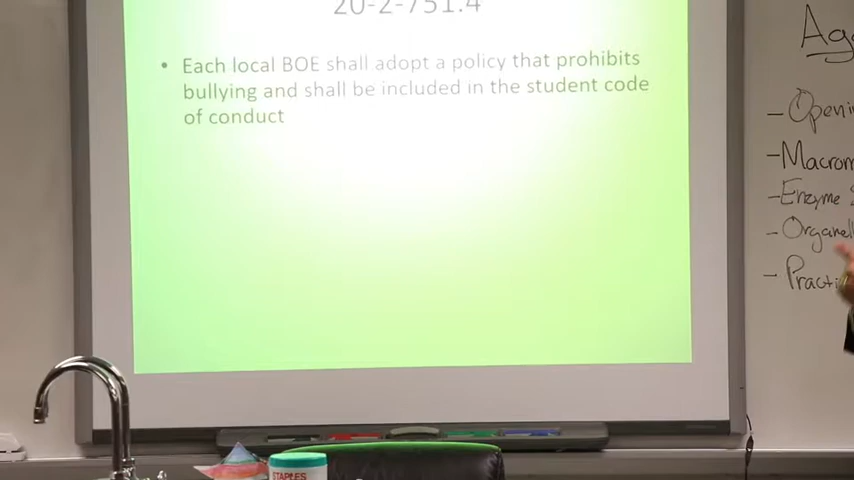 20-2-751.4
• Each local BOE shall adopt a policy that prohibits
bullying and shall be included in the student code
of conduct
- Enzyme
STAPLES